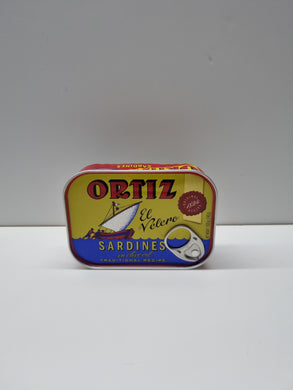 ORTIZ
El
Velero
SARDINES
in olive oil
TRADITIONAL RECIPE